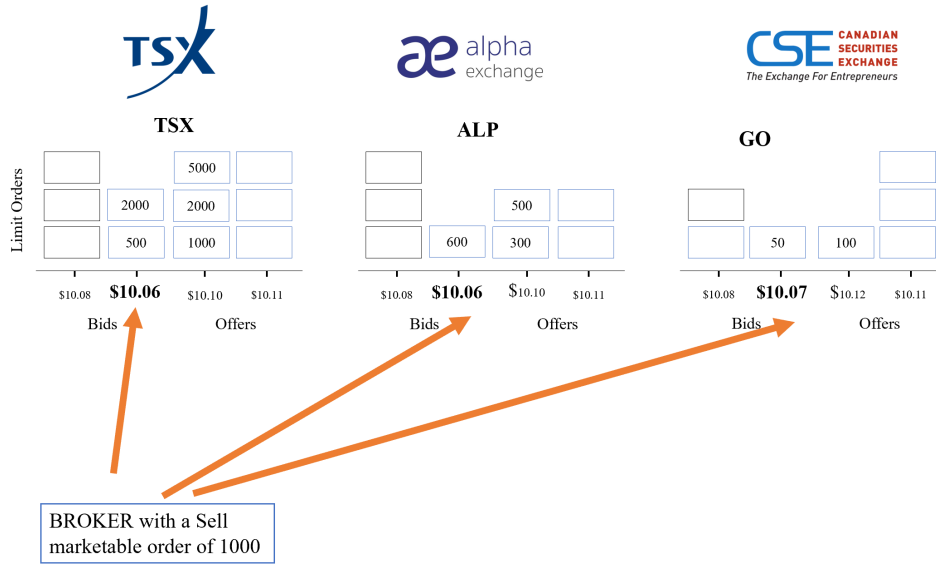 TSX
alpha
exchange
CSE
CANADIAN
SECURITIES
EXCHANGE
The Exchange For Entrepreneurs
TSX
ALP
GO
Limit Orders
5000
2000
2000
500
1000
500
600
300
50
100
$10.08
$10.06
$10.10
$10.11
$10.08
$10.06
$10.10
$10.11
$10.08
$10.07
$10.12
$10.11
Bids
Offers
Bids
Offers
Bids
Offers
BROKER with a Sell
marketable order of 1000